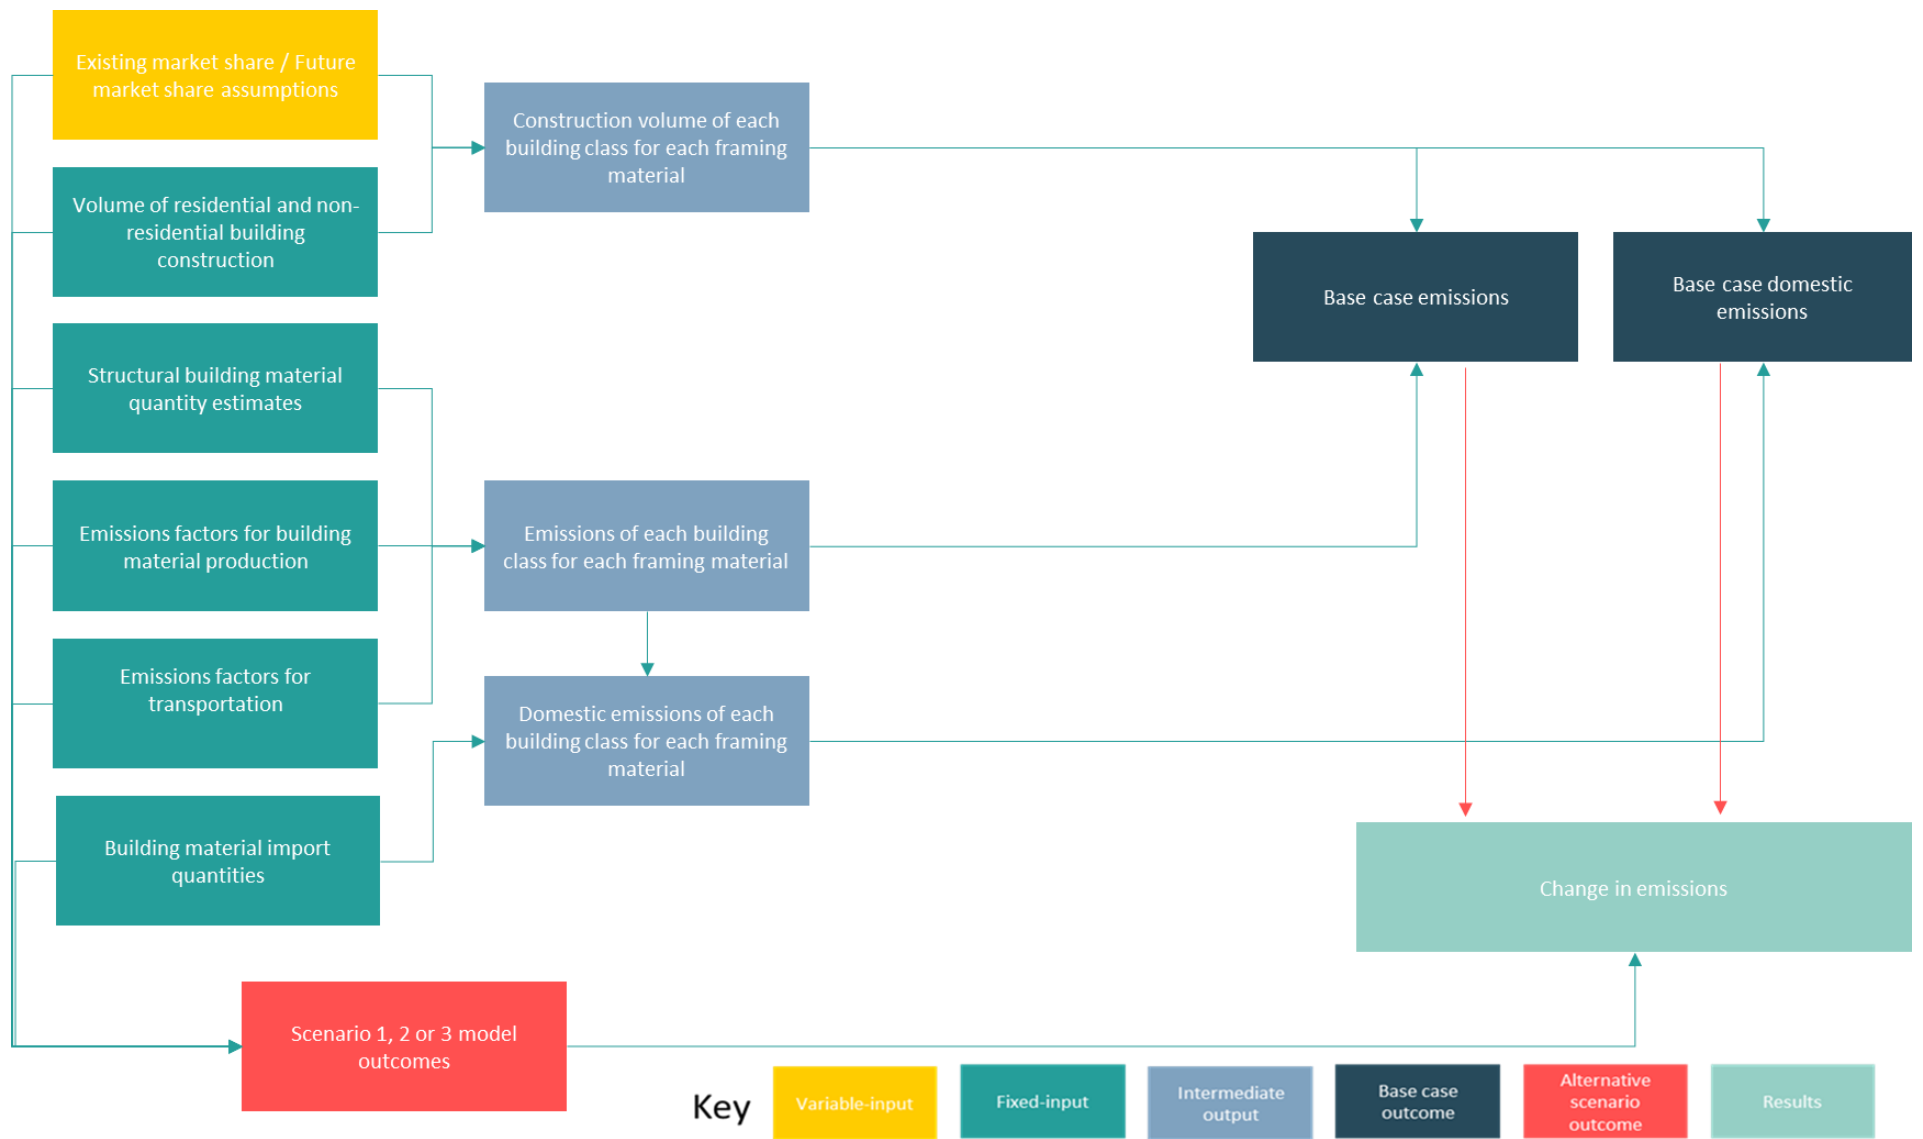 Existing market share / Future
market share assumptions
Volume of residential and non-
residential building
construction
Structural building material
quantity estimates
Emissions factors for building
material production
Emissions factors for
transportation
Building material import
quantities
Construction volume of each
building class for each framing
material
Emissions of each building
class for each framing material
Domestic emissions of each
building class for each framing
material
Base case emissions
Base case domestic
emissions
Change in emissions
Scenario 1, 2 or 3 model
outcomes
Key
Variable-input
Fixed-input
Intermediate
output
Base case
outcome
Alternative
scenario
outcome
Results